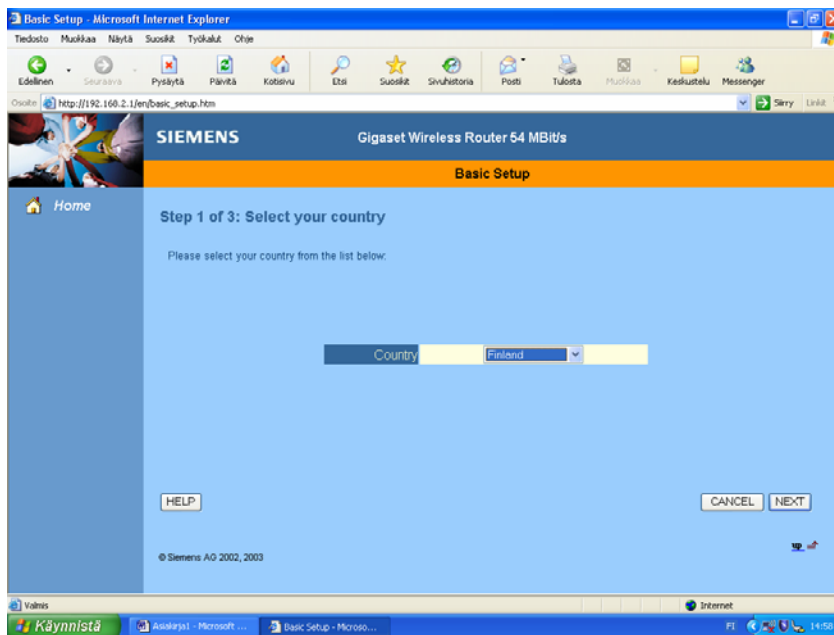 Basic Setup - Microsoft Internet Explorer
Tiedosto Muokkaa Näytä Suosikit Työkalut Ohje
Edellinen Seuraava Pysäytä Päivitä Kotisivu Etsi Suosikit Sivuhistoria Posti Tulosta Muokkaa Keskustelu Messenger
Osoite http://192.168.2.1/en/basic_setup.htm Siirry Linkit
SIEMENS Gigaset Wireless Router 54 MBit/s
Basic Setup
Home
Step 1 of 3: Select your country
Please select your country from the list below:
Country Finland
HELP CANCEL NEXT
UP
© Siemens AG 2002, 2003
Valmis Internet
Käynnistä Asiakirja1 - Microsoft ... Basic Setup - Microso... FI 14:58